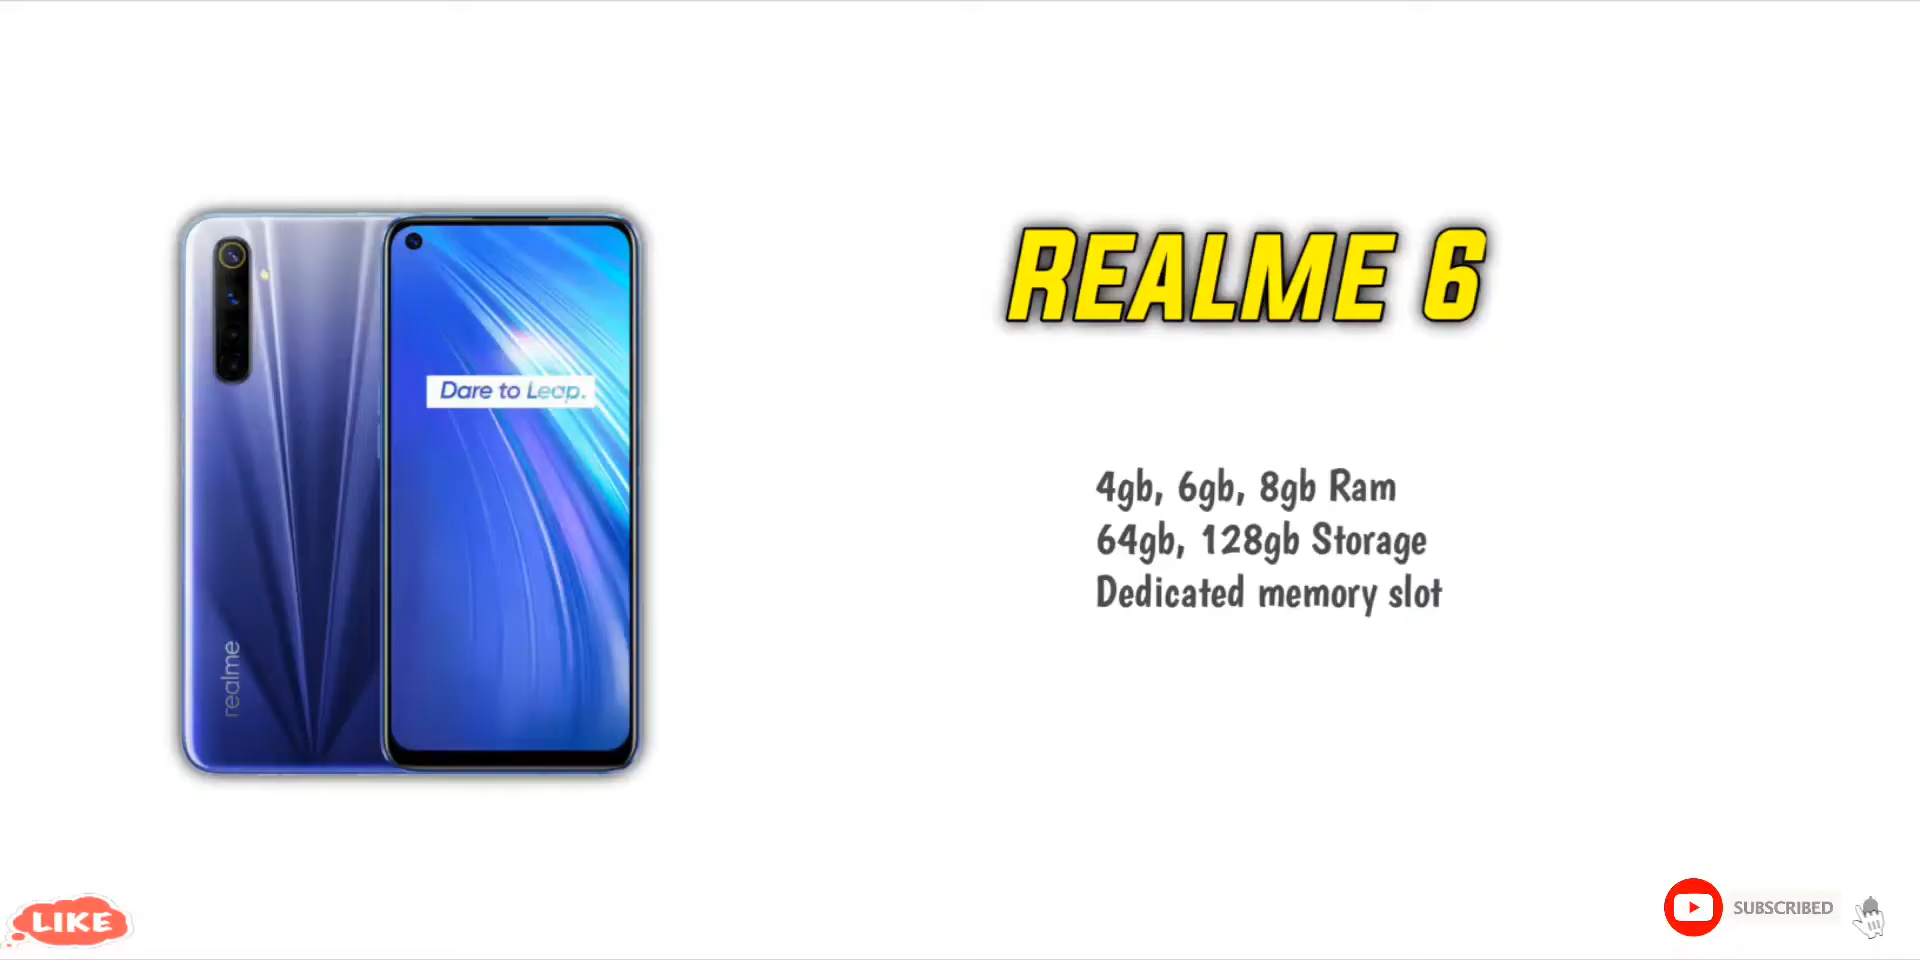 REALME 6
Dare to Leap.
4gb, 6gb, 8gb Ram
64gb, 128gb Storage
Dedicated memory slot
realme
LIKE
SUBSCRIBED